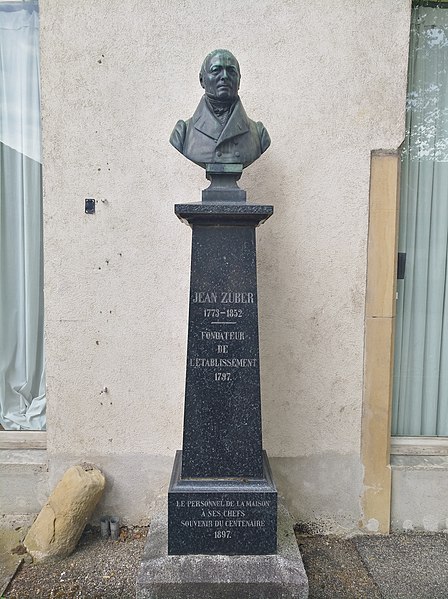 JEAN ZUBER
1773-1852
FONDATEUR
DE
L'ÉTABLISSEMENT
1797.
LE PERSONNEL DE LA MAISON
A SES CHEFS
SOUVENIR DU CENTENAIRE
1897.